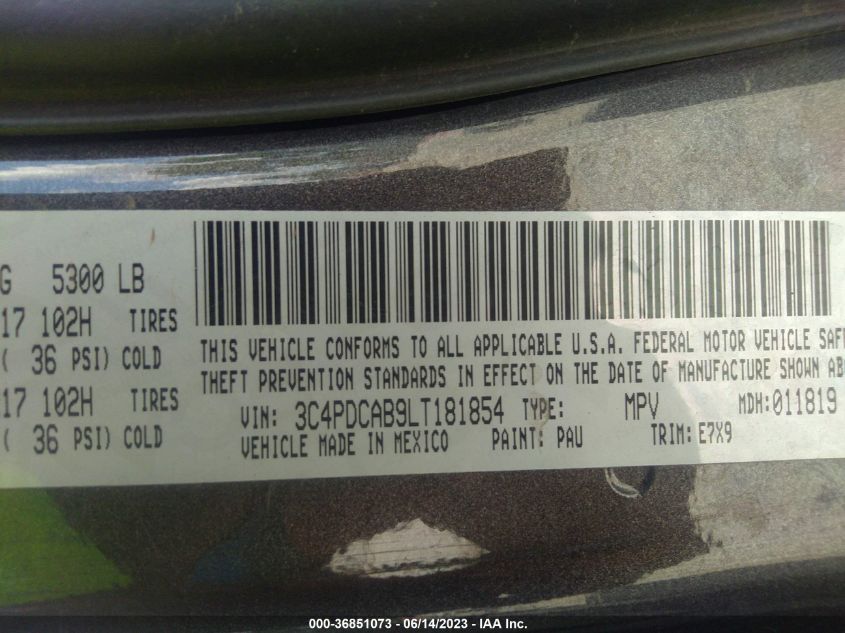 G 5300 LB
17 102H TIRES
( 36 PSI) COLD
17 102H TIRES
( 36 PSI) COLD
THIS VEHICLE CONFORMS TO ALL APPLICABLE U.S.A. FEDERAL MOTOR VEHICLE SAF
THEFT PREVENTION STANDARDS IN EFFECT ON THE DATE OF MANUFACTURE SHOWN AB
VIN: 3C4PDCAB9LT181854 TYPE: MPV MDH:011819
VEHICLE MADE IN MEXICO PAINT: PAU TRIM: E7X9
000-36851073 - 06/14/2023 - IAA Inc.